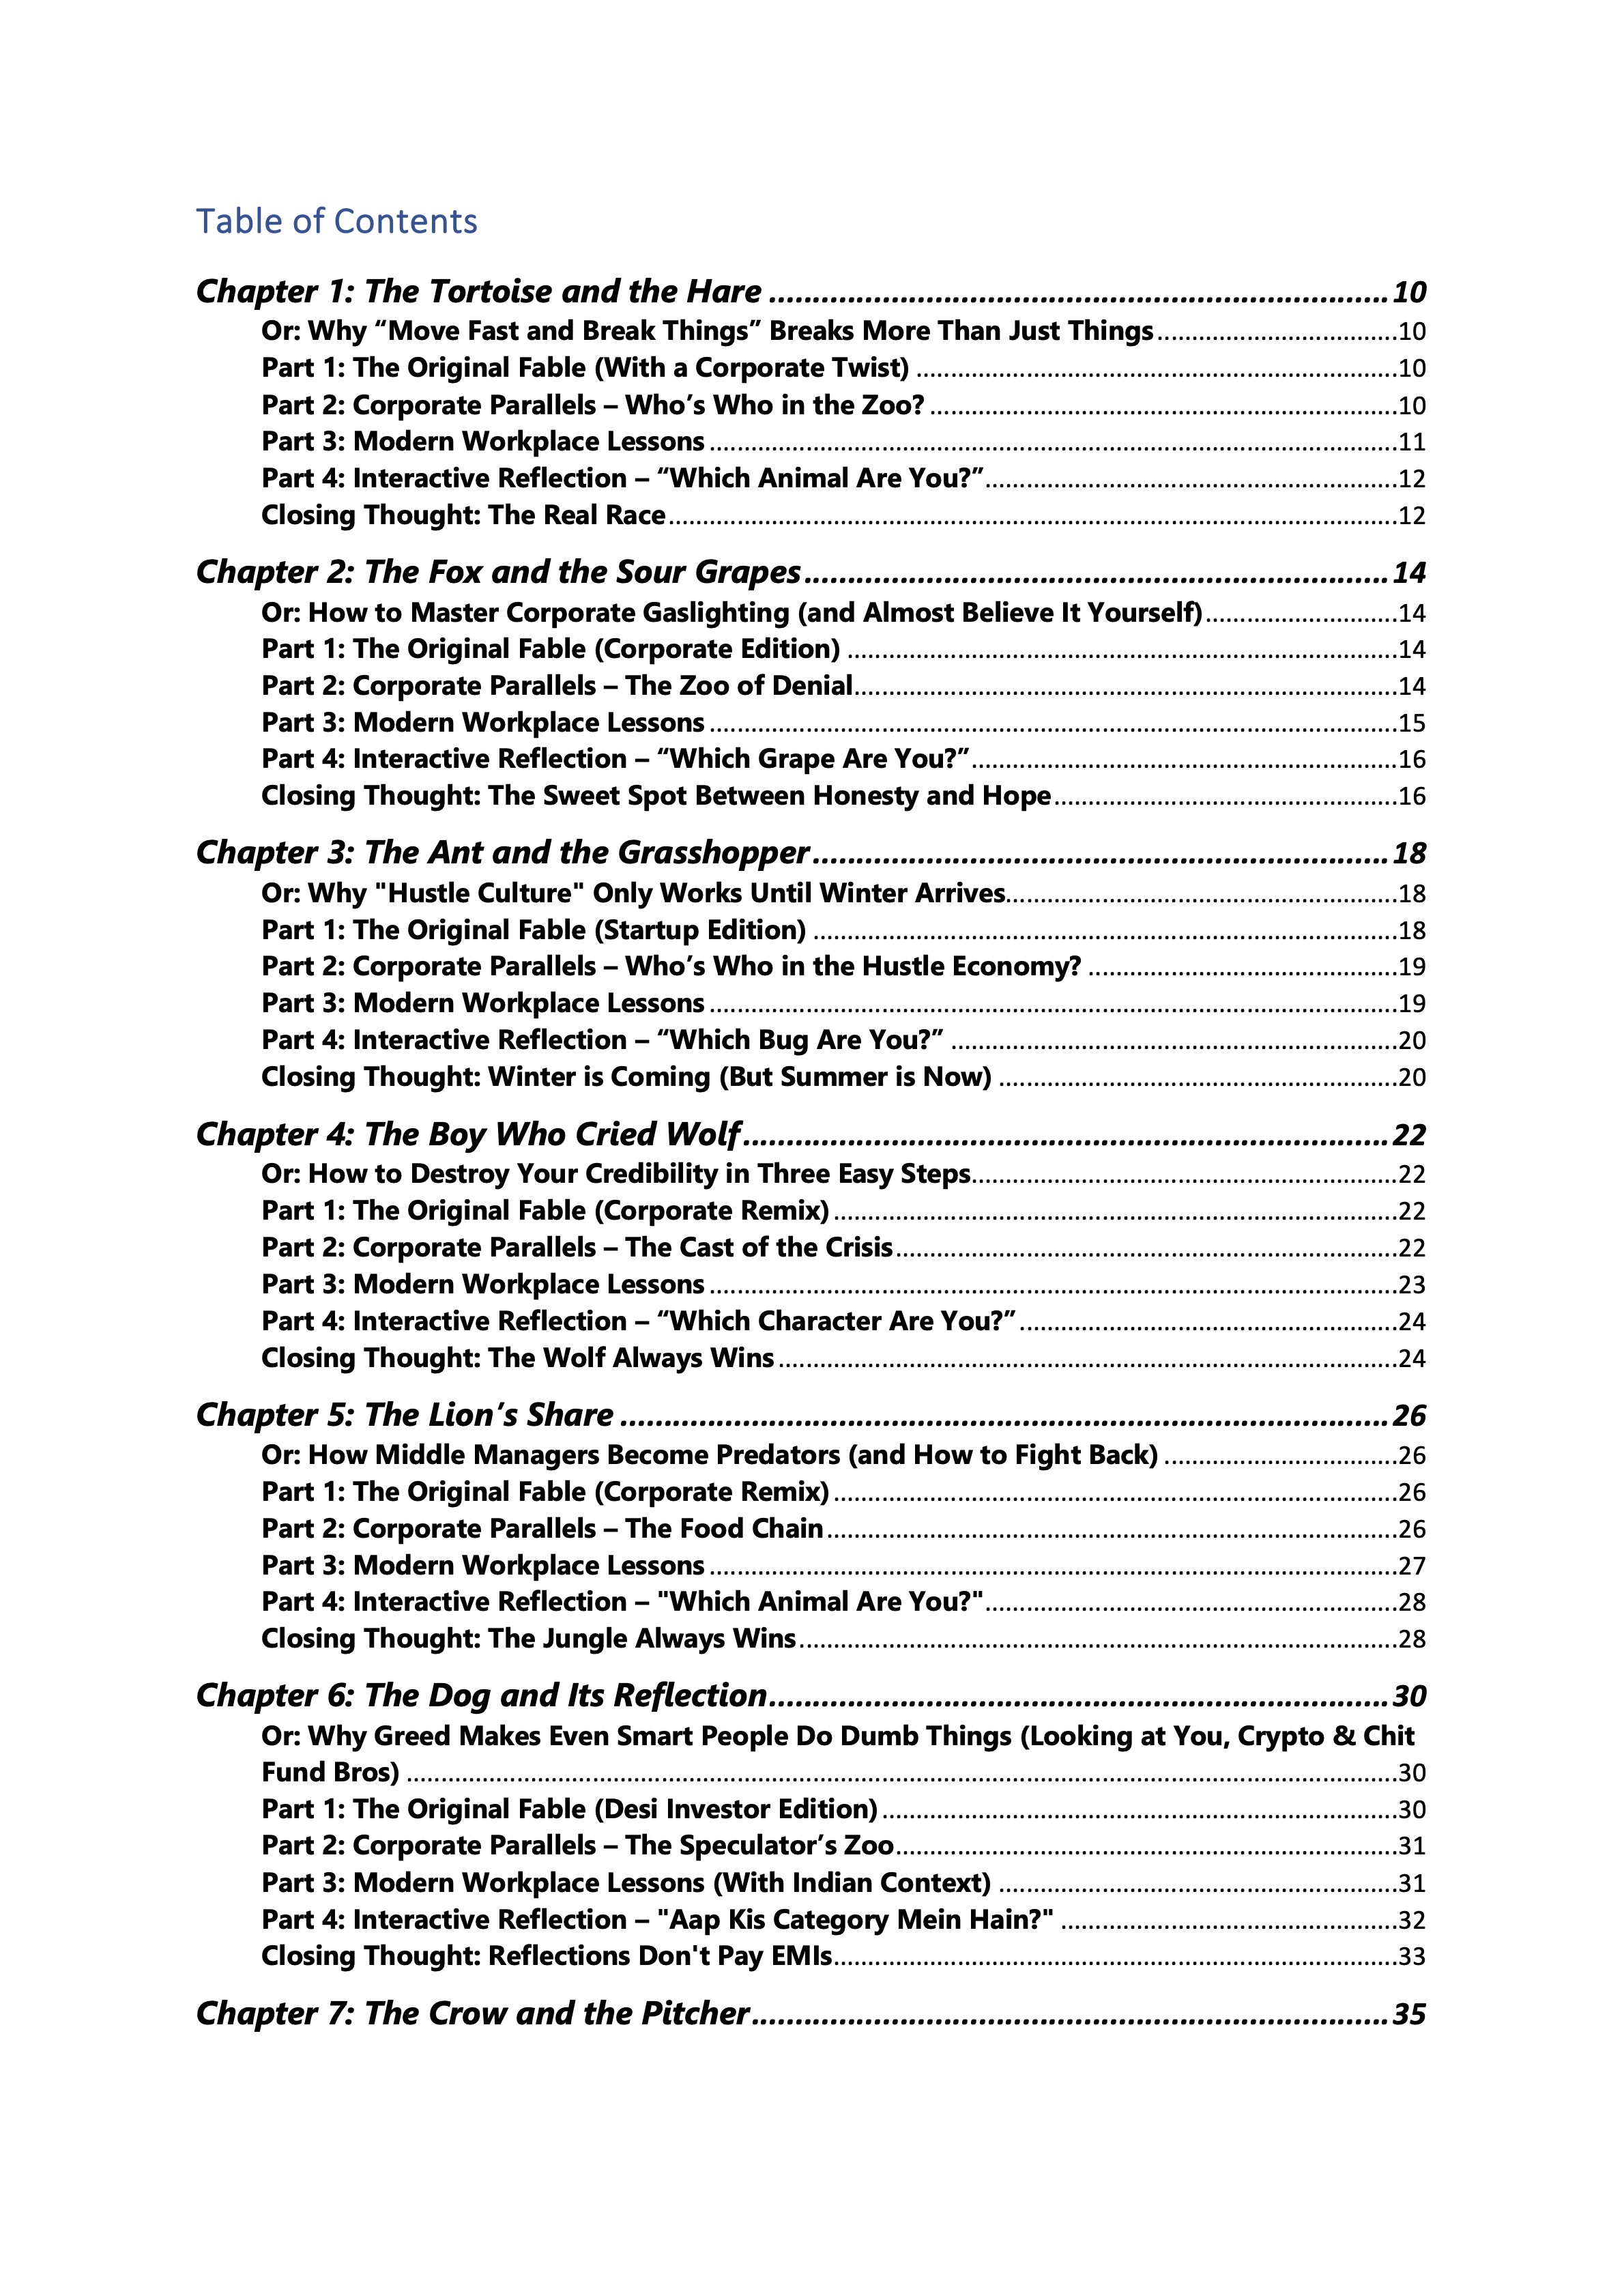 Table of Contents
Chapter 1: The Tortoise and the Hare ........................................................................ 10
Or: Why “Move Fast and Break Things” Breaks More Than Just Things ................................... 10
Part 1: The Original Fable (With a Corporate Twist) ..................................................................... 10
Part 2: Corporate Parallels – Who’s Who in the Zoo? ................................................................... 10
Part 3: Modern Workplace Lessons .................................................................................................... 11
Part 4: Interactive Reflection – “Which Animal Are You?” ............................................................ 12
Closing Thought: The Real Race .......................................................................................................... 12
Chapter 2: The Fox and the Sour Grapes ................................................................... 14
Or: How to Master Corporate Gaslighting (and Almost Believe It Yourself) ............................ 14
Part 1: The Original Fable (Corporate Edition) ................................................................................ 14
Part 2: Corporate Parallels – The Zoo of Denial ............................................................................... 14
Part 3: Modern Workplace Lessons .................................................................................................... 15
Part 4: Interactive Reflection – “Which Grape Are You?” .............................................................. 16
Closing Thought: The Sweet Spot Between Honesty and Hope .................................................. 16
Chapter 3: The Ant and the Grasshopper .................................................................. 18
Or: Why "Hustle Culture" Only Works Until Winter Arrives ......................................................... 18
Part 1: The Original Fable (Startup Edition) ..................................................................................... 18
Part 2: Corporate Parallels – Who’s Who in the Hustle Economy? ............................................. 19
Part 3: Modern Workplace Lessons .................................................................................................... 19
Part 4: Interactive Reflection – “Which Bug Are You?” ................................................................. 20
Closing Thought: Winter is Coming (But Summer is Now) .......................................................... 20
Chapter 4: The Boy Who Cried Wolf .......................................................................... 22
Or: How to Destroy Your Credibility in Three Easy Steps .............................................................. 22
Part 1: The Original Fable (Corporate Remix) .................................................................................. 22
Part 2: Corporate Parallels – The Cast of the Crisis ......................................................................... 22
Part 3: Modern Workplace Lessons .................................................................................................... 23
Part 4: Interactive Reflection – “Which Character Are You?” ....................................................... 24
Closing Thought: The Wolf Always Wins .......................................................................................... 24
Chapter 5: The Lion’s Share ........................................................................................ 26
Or: How Middle Managers Become Predators (and How to Fight Back) .................................. 26
Part 1: The Original Fable (Corporate Remix) .................................................................................. 26
Part 2: Corporate Parallels – The Food Chain ................................................................................... 26
Part 3: Modern Workplace Lessons .................................................................................................... 27
Part 4: Interactive Reflection – "Which Animal Are You?" ............................................................ 28
Closing Thought: The Jungle Always Wins ....................................................................................... 28
Chapter 6: The Dog and Its Reflection ....................................................................... 30
Or: Why Greed Makes Even Smart People Do Dumb Things (Looking at You, Crypto & Chit
Fund Bros) ................................................................................................................................................ 30
Part 1: The Original Fable (Desi Investor Edition) ........................................................................... 30
Part 2: Corporate Parallels – The Speculator’s Zoo ......................................................................... 31
Part 3: Modern Workplace Lessons (With Indian Context) .......................................................... 31
Part 4: Interactive Reflection – "Aap Kis Category Mein Hain?" ................................................. 32
Closing Thought: Reflections Don't Pay EMIs .................................................................................. 33
Chapter 7: The Crow and the Pitcher ......................................................................... 35